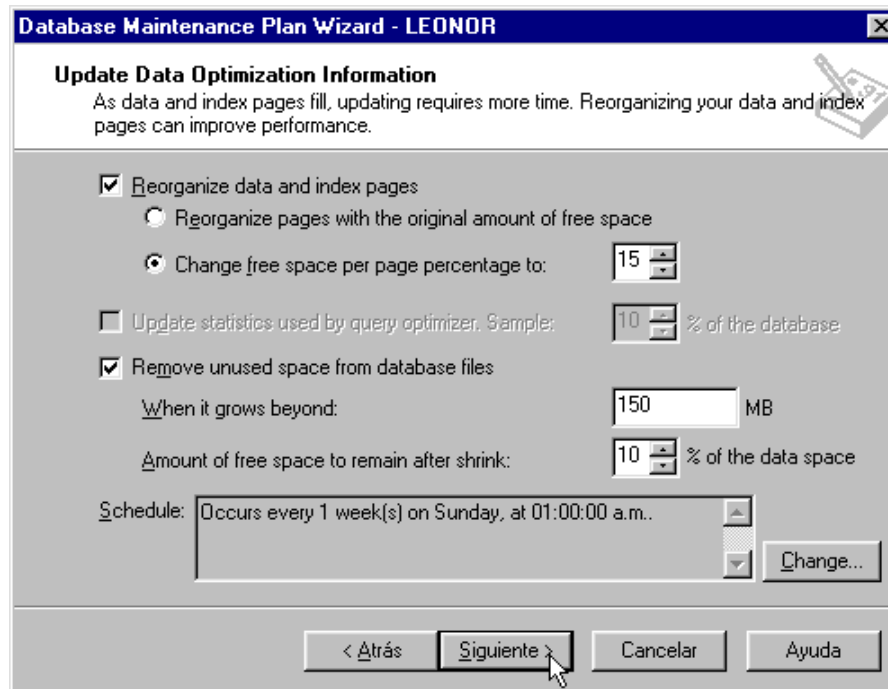 Database Maintenance Plan Wizard - LEONOR
Update Data Optimization Information
As data and index pages fill, updating requires more time. Reorganizing your data and index
pages can improve performance.
Reorganize data and index pages
Reorganize pages with the original amount of free space
Change free space per page percentage to: 15
Update statistics used by query optimizer. Sample: 10 % of the database
Remove unused space from database files
When it grows beyond: 150 MB
Amount of free space to remain after shrink: 10 % of the data space
Schedule: Occurs every 1 week(s) on Sunday, at 01:00:00 a.m..
Change...
< Atrás Siguiente > Cancelar Ayuda